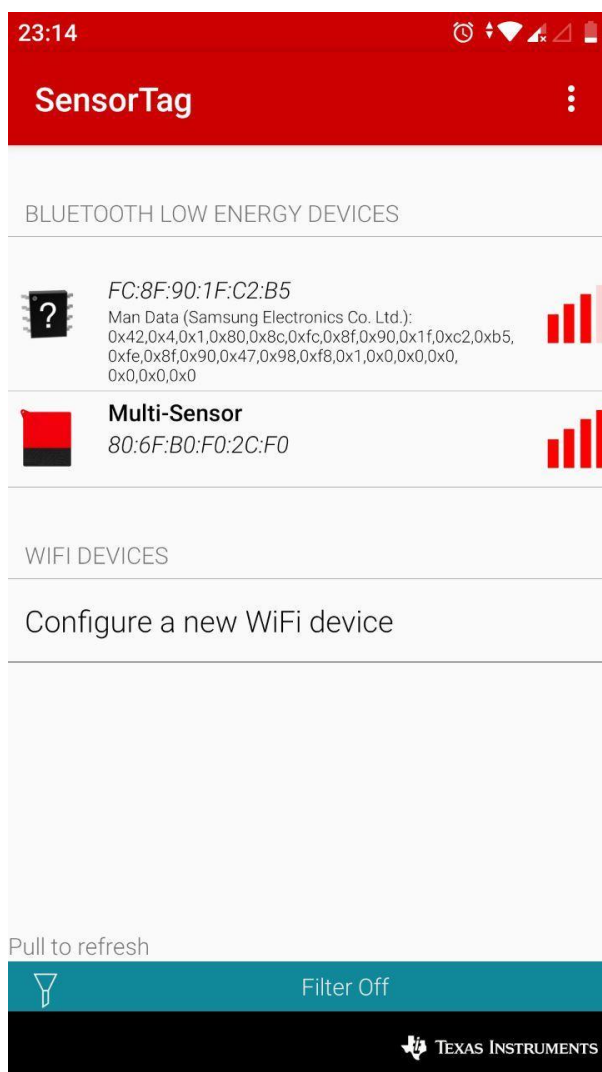 23:14
SensorTag
BLUETOOTH LOW ENERGY DEVICES
?
FC:8F:90:1F:C2:B5
Man Data (Samsung Electronics Co. Ltd.):
0x42,0x4,0x1,0x80,0x8c,0xfc,0x8f,0x90,0x1f,0xc2,0xb5,
0xfe,0x8f,0x90,0x47,0x98,0xf8,0x1,0x0,0x0,0x0,
0x0,0x0,0x0
Multi-Sensor
80:6F:B0:F0:2C:F0
WIFI DEVICES
Configure a new WiFi device
Pull to refresh
Filter Off
TEXAS INSTRUMENTS